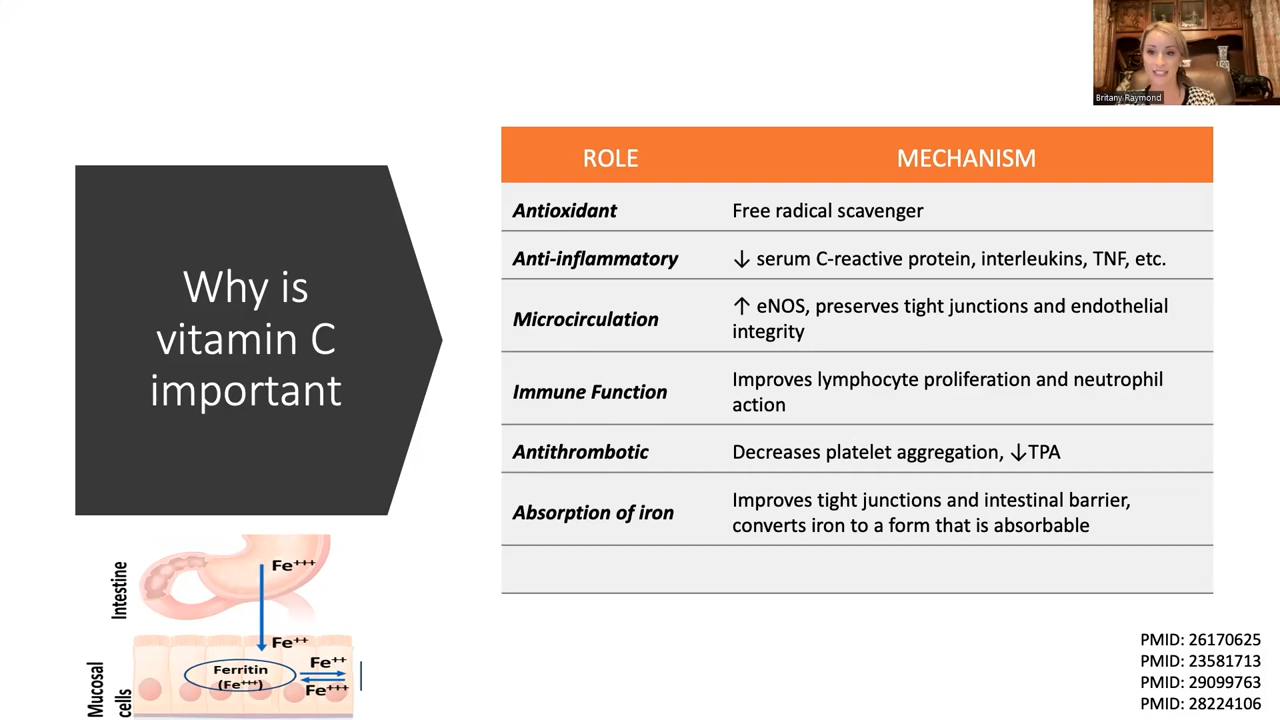 Britany Raymond
Why is
vitamin C
important
ROLE MECHANISM
Antioxidant Free radical scavenger
Anti-inflammatory ↓ serum C-reactive protein, interleukins, TNF, etc.
Microcirculation ↑ eNOS, preserves tight junctions and endothelial
integrity
Immune Function Improves lymphocyte proliferation and neutrophil
action
Antithrombotic Decreases platelet aggregation, ↓TPA
Absorption of iron Improves tight junctions and intestinal barrier,
converts iron to a form that is absorbable
Intestine
Fe+++
Mucosal
cells
Fe++
Ferritin
(Fe+++)
Fe++
Fe+++
PMID: 26170625
PMID: 23581713
PMID: 29099763
PMID: 28224106